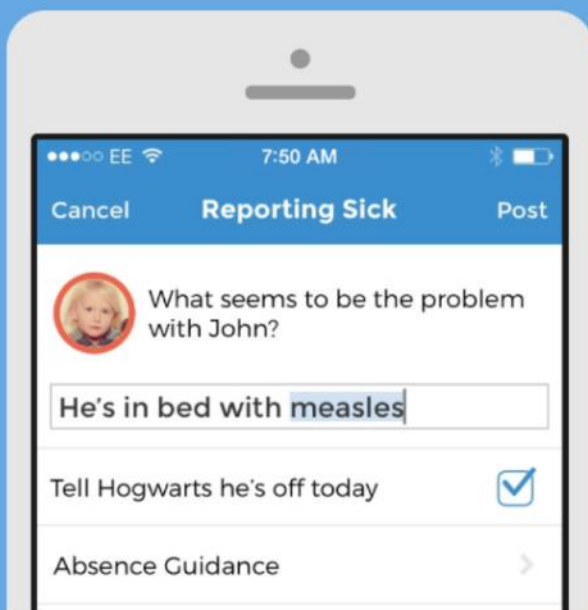 EE 7:50 AM
Cancel Reporting Sick Post
What seems to be the problem
with John?
He's in bed with measles
Tell Hogwarts he's off today
Absence Guidance